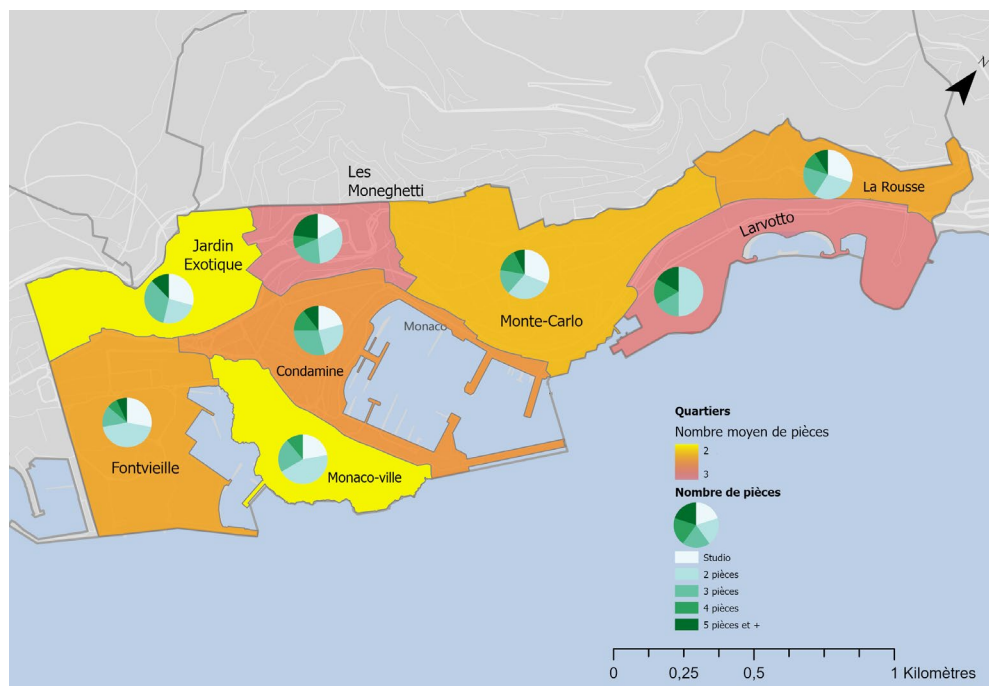 N
La Rousse
Les
Moneghetti
Larvotto
Jardin
Exotique
Monte-Carlo
Monaco
Condamine
Fontvieille
Monaco-ville
Quartiers
Nombre moyen de pièces
2
3
Nombre de pièces
Studio
2 pièces
3 pièces
4 pièces
5 pièces et +
0
0,25
0,5
1 Kilomètres